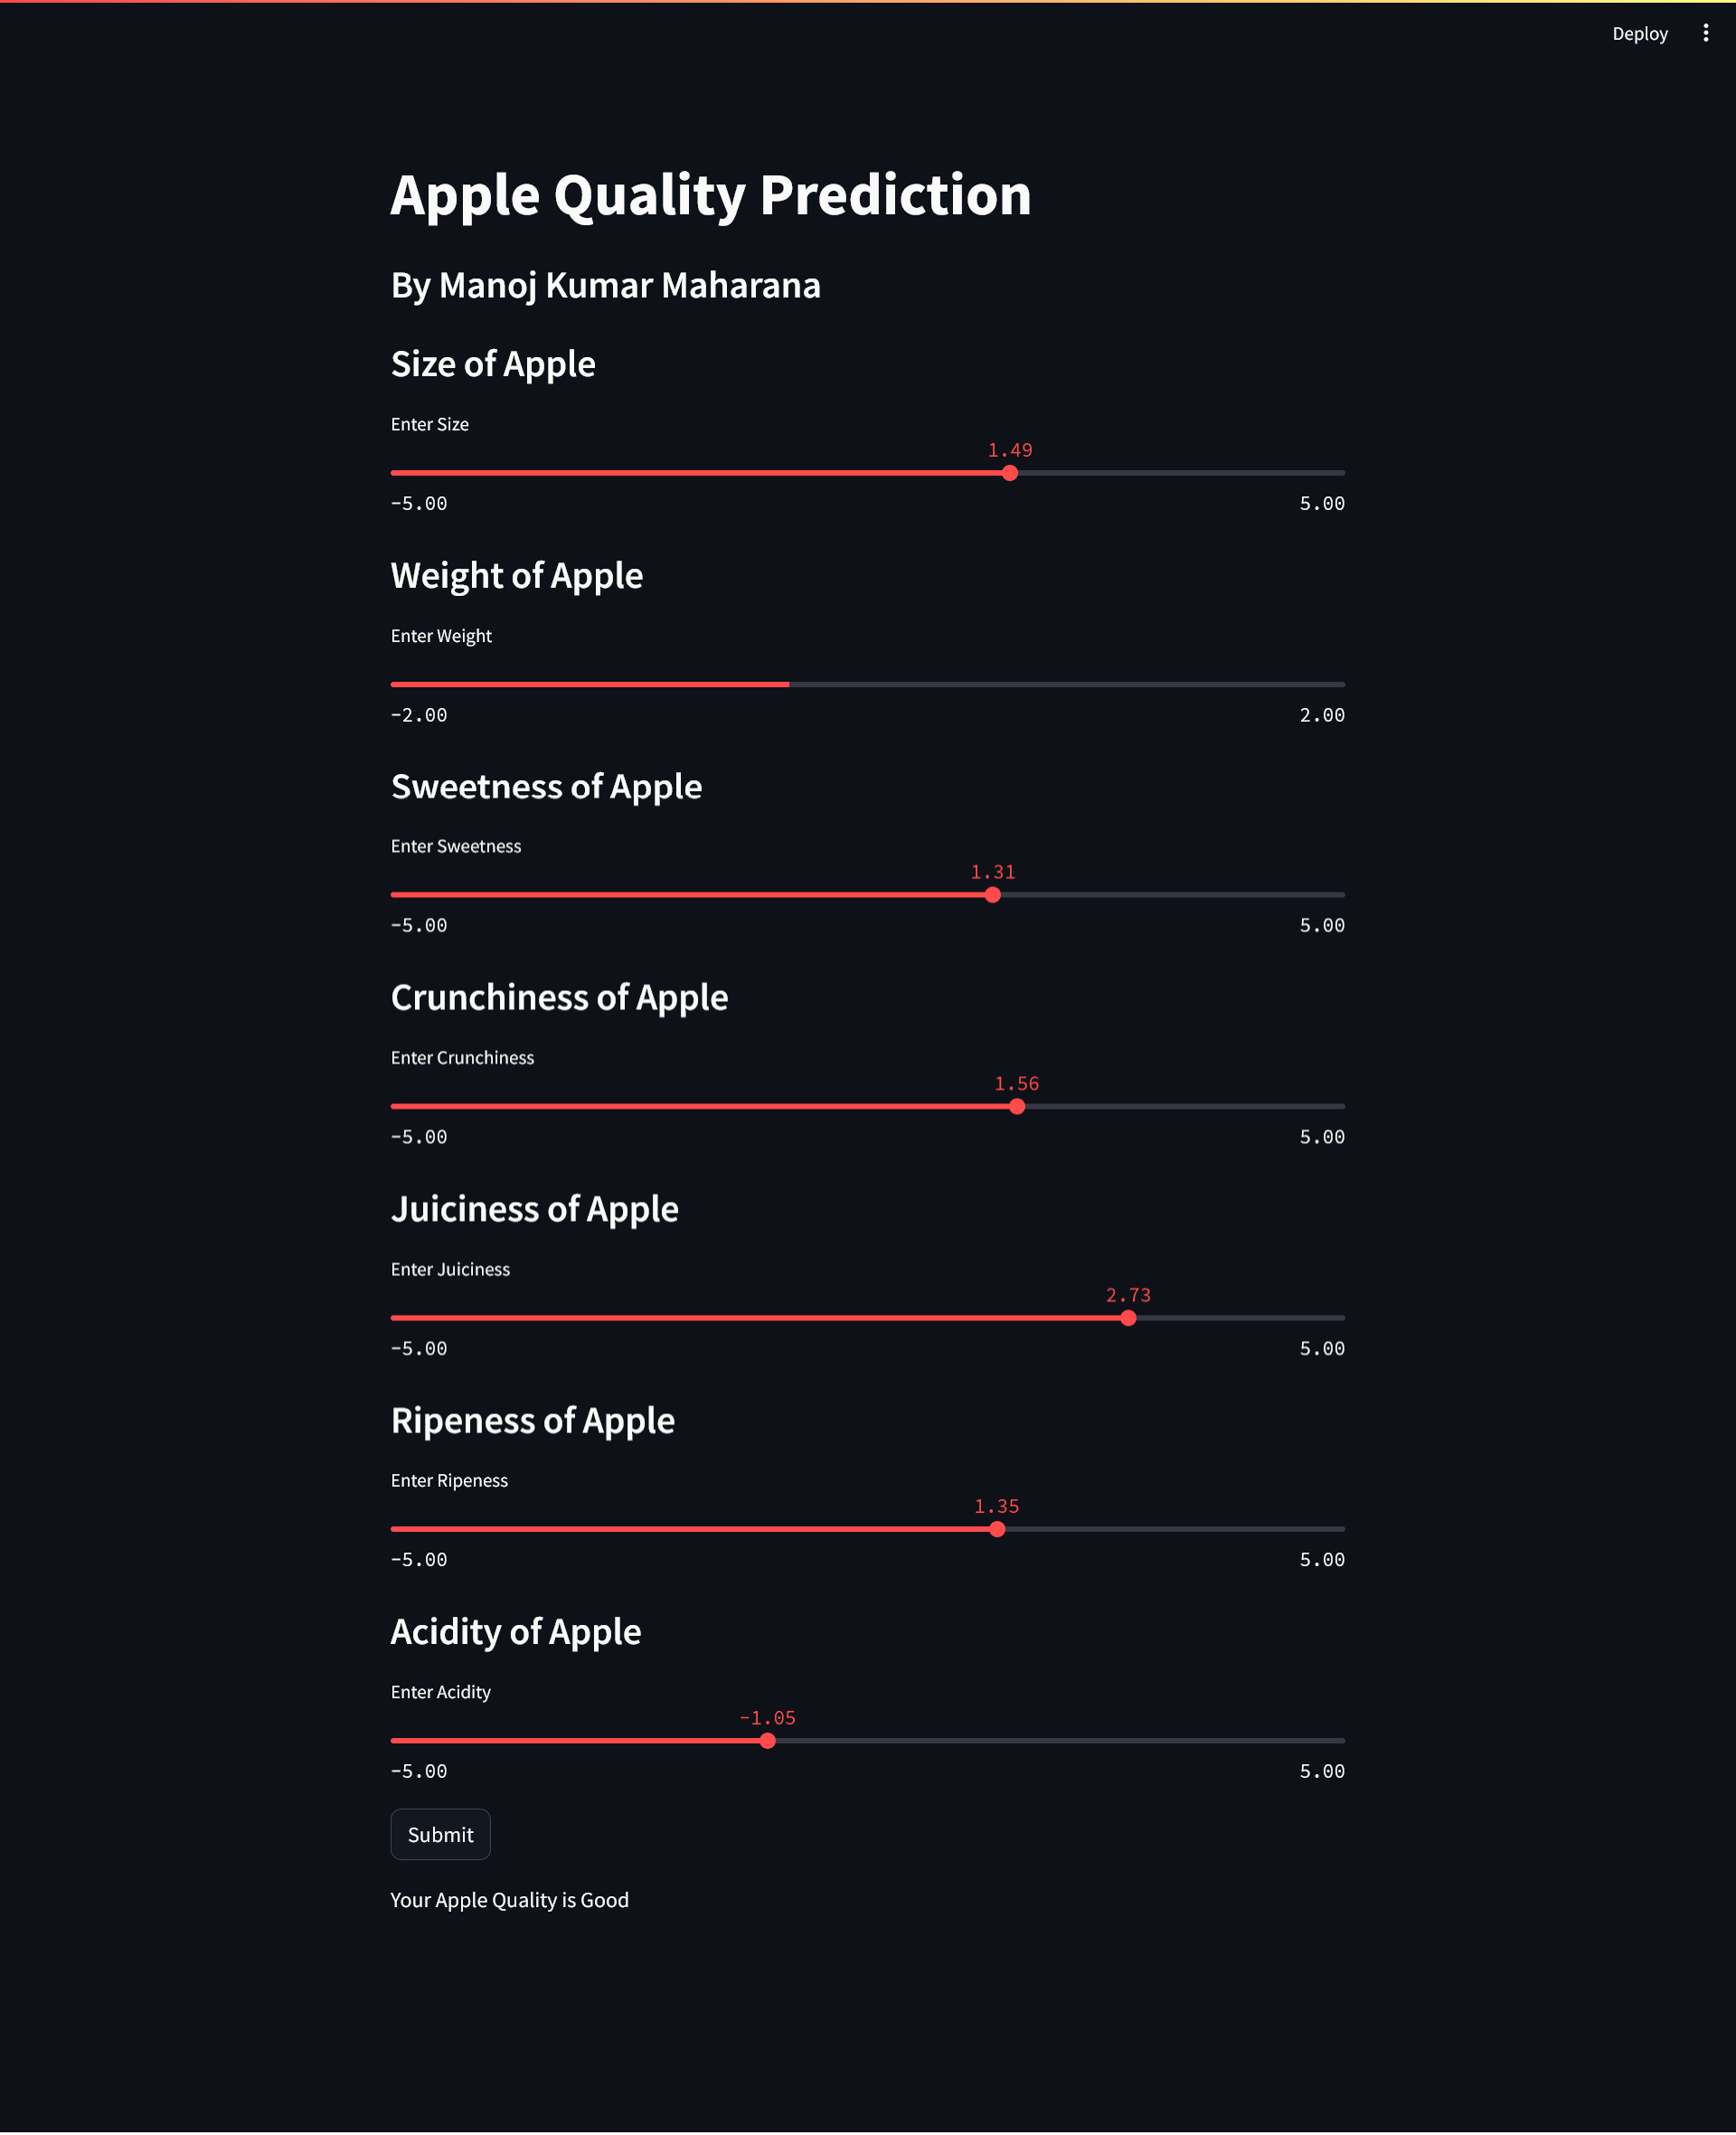 Deploy
Apple Quality Prediction
By Manoj Kumar Maharana
Size of Apple
Enter Size
1.49
-5.00 5.00
Weight of Apple
Enter Weight
-2.00 2.00
Sweetness of Apple
Enter Sweetness
1.31
-5.00 5.00
Crunchiness of Apple
Enter Crunchiness
1.56
-5.00 5.00
Juiciness of Apple
Enter Juiciness
2.73
-5.00 5.00
Ripeness of Apple
Enter Ripeness
1.35
-5.00 5.00
Acidity of Apple
Enter Acidity
-1.05
-5.00 5.00
Submit
Your Apple Quality is Good